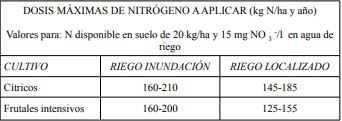 DOSIS MÁXIMAS DE NITRÓGENO A APLICAR (kg N/ha y año)
Valores para: N disponible en suelo de 20 kg/ha y 15 mg NO 3 -/l en agua de
riego
CULTIVO RIEGO INUNDACIÓN RIEGO LOCALIZADO
Cítricos 160-210 145-185
Frutales intensivos 160-200 125-155